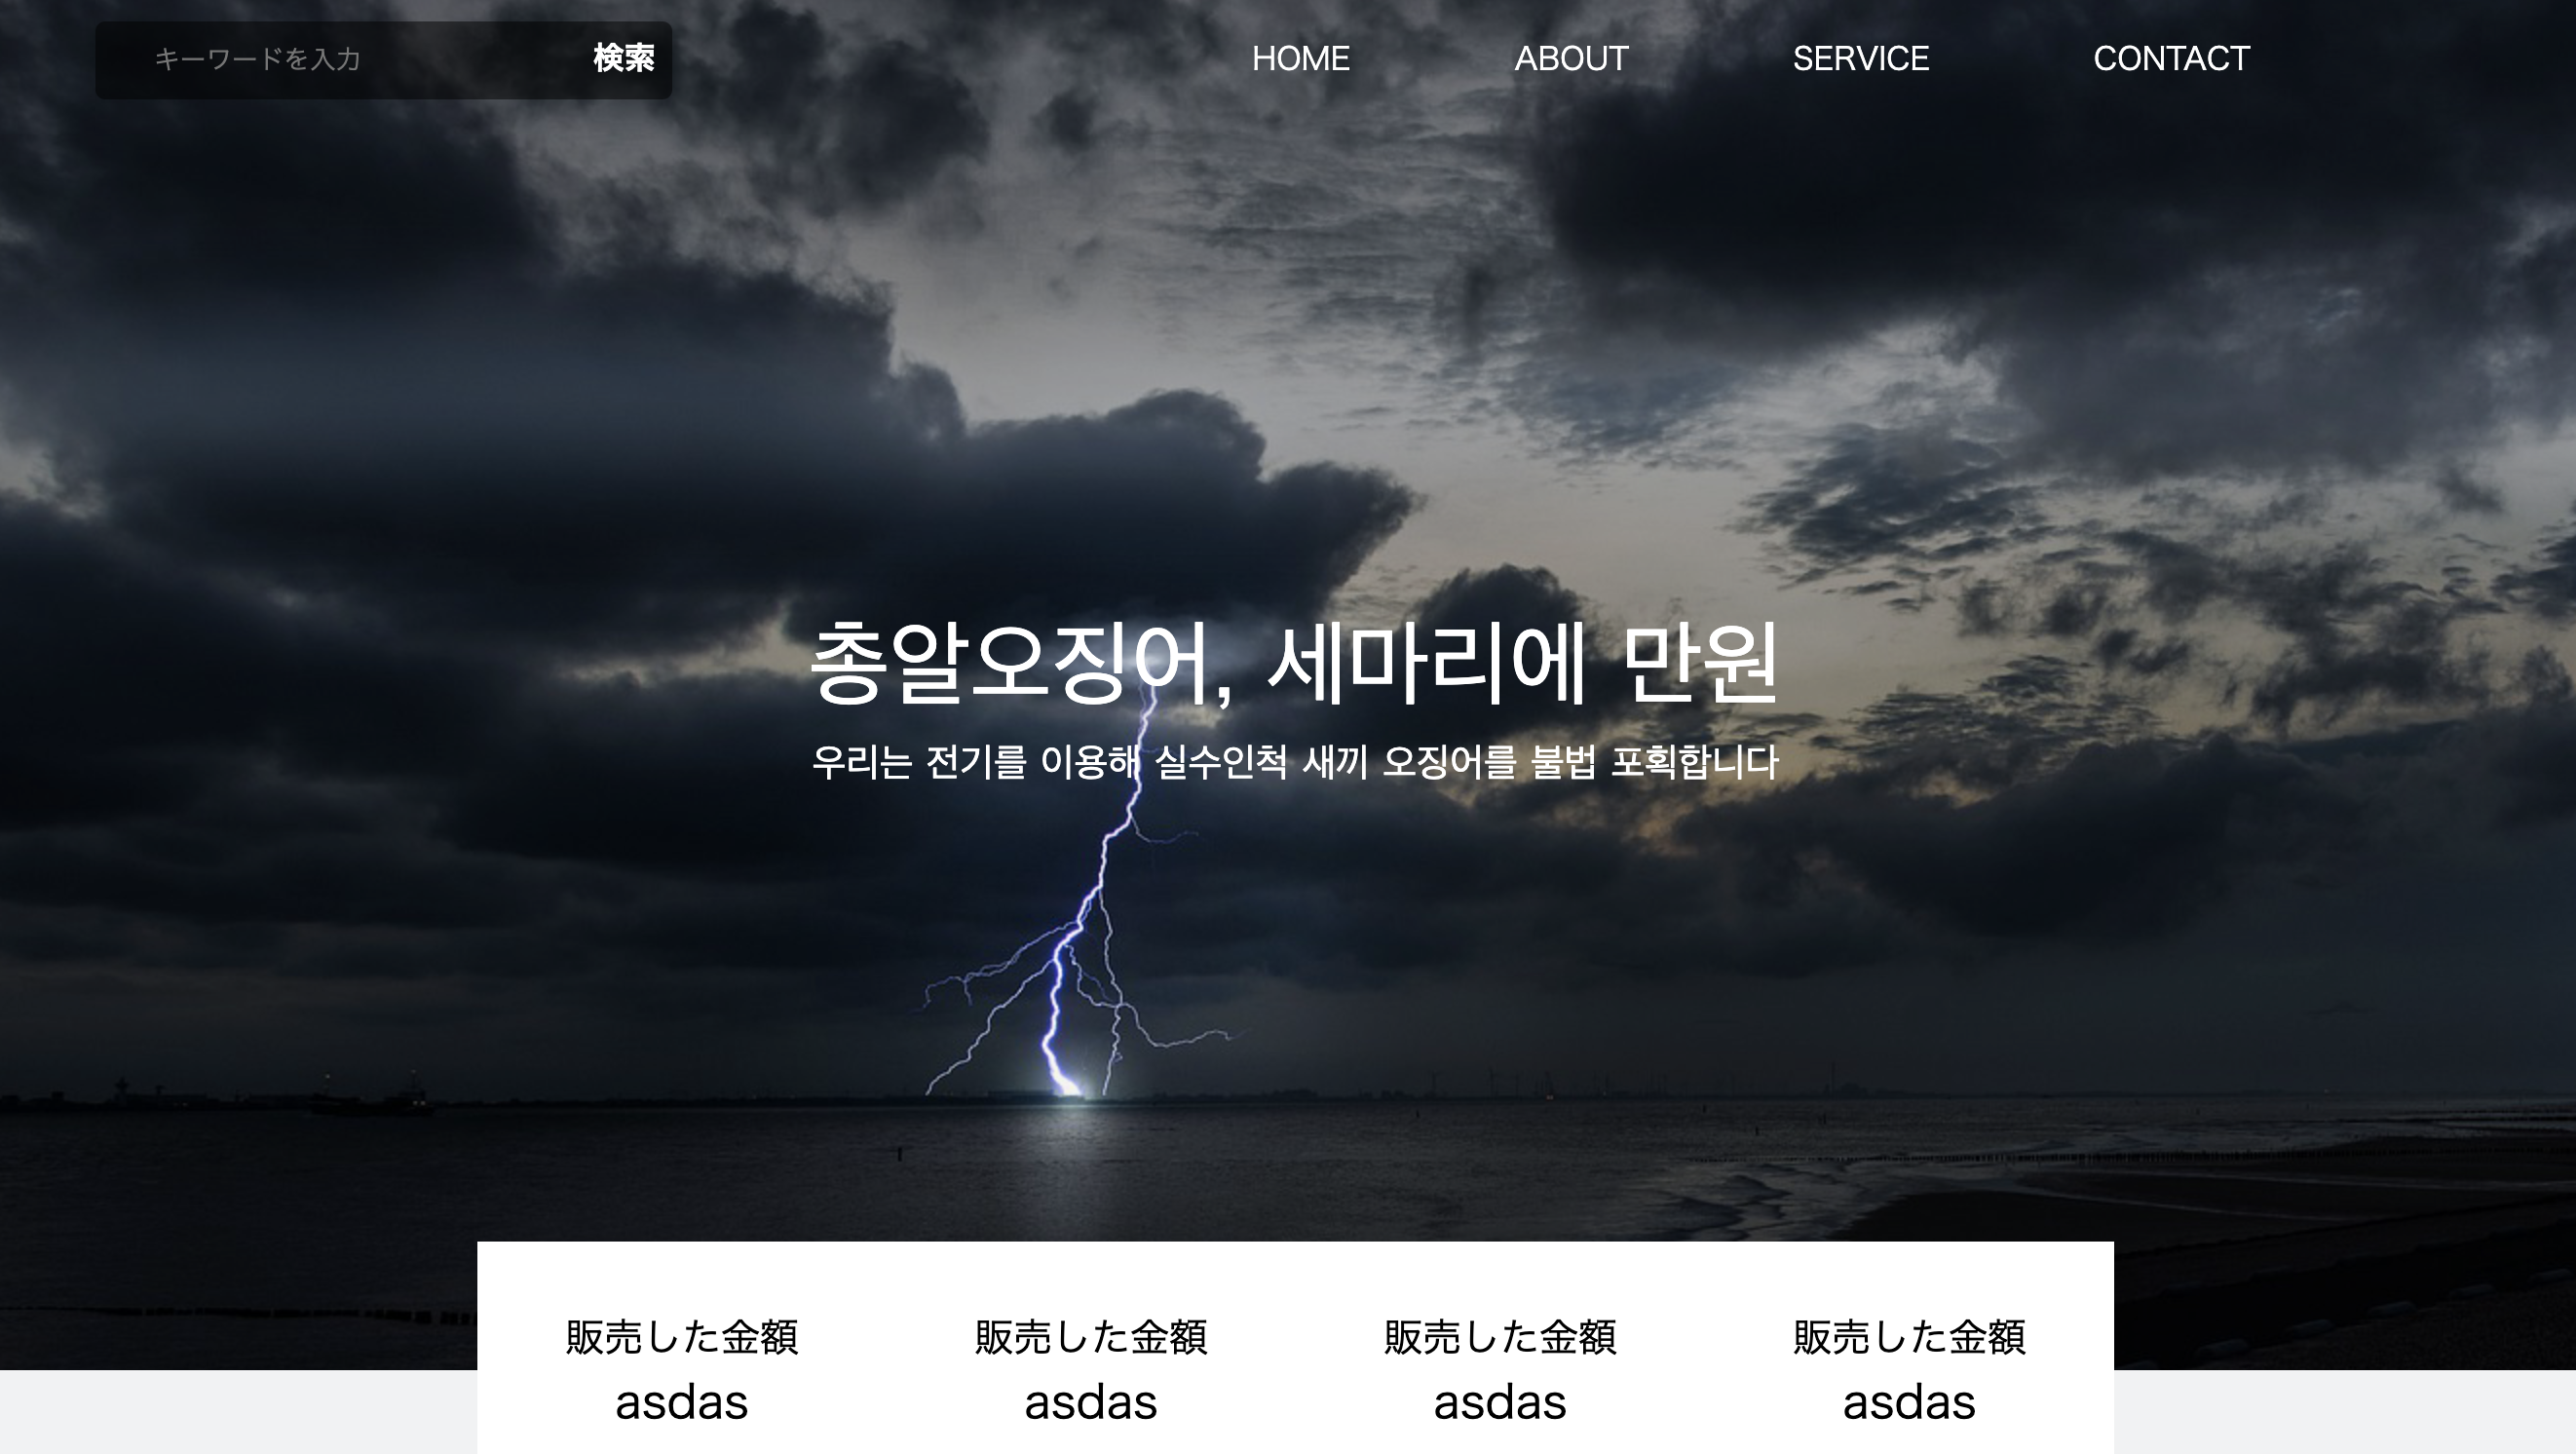 キーワードを入力 検索 HOME ABOUT SERVICE CONTACT
총알오징어, 세마리에 만원
우리는 전기를 이용해 실수인척 새끼 오징어를 불법 포획합니다
販売した金額 販売した金額 販売した金額 販売した金額
asdas asdas asdas asdas